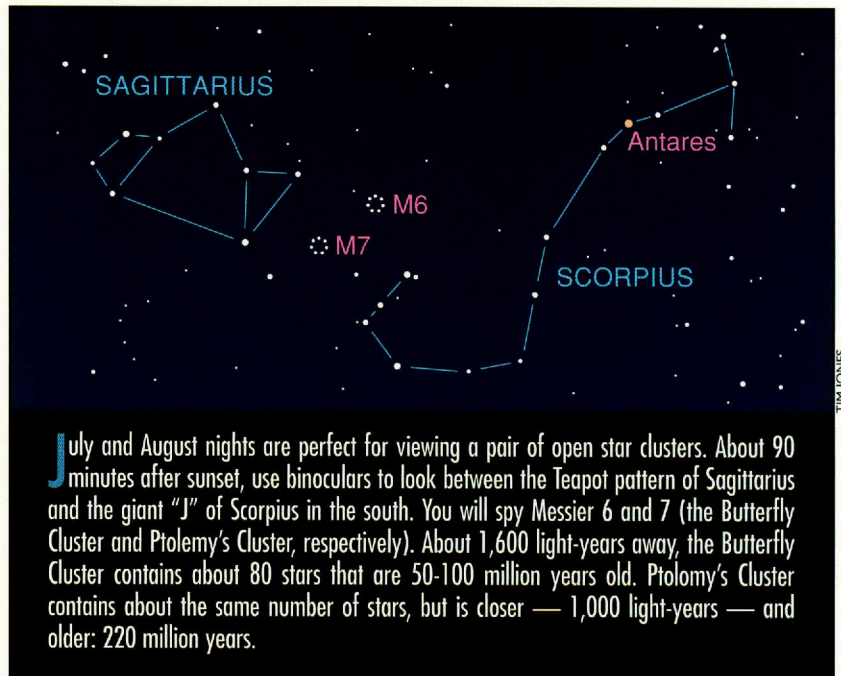 SAGITTARIUS
Antares
M6
M7
SCORPIUS
TIM JONES
July and August nights are perfect for viewing a pair of open star clusters. About 90
minutes after sunset, use binoculars to look between the Teapot pattern of Sagittarius
and the giant “J” of Scorpius in the south. You will spy Messier 6 and 7 (the Butterfly
Cluster and Ptolemy’s Cluster, respectively). About 1,600 light-years away, the Butterfly
Cluster contains about 80 stars that are 50-100 million years old. Ptolomy’s Cluster
contains about the same number of stars, but is closer — 1,000 light-years — and
older: 220 million years.